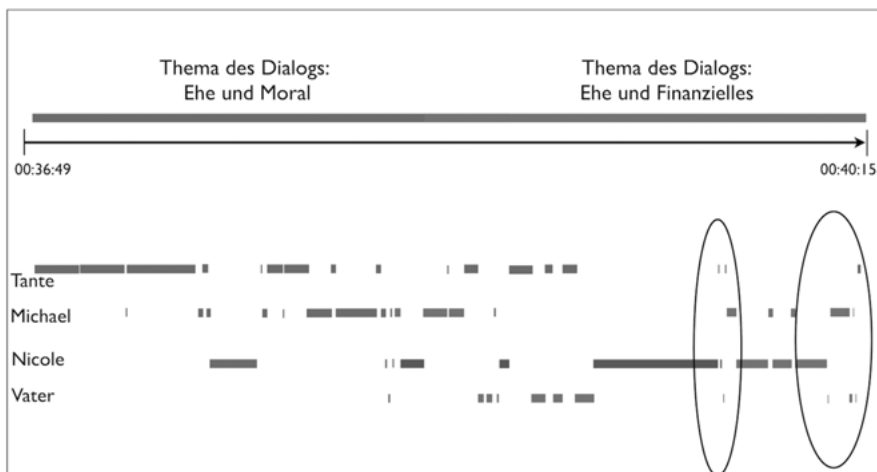 Thema des Dialogs:
Ehe und Moral
Thema des Dialogs:
Ehe und Finanzielles
00:36:49
00:40:15
Tante
Michael
Nicole
Vater